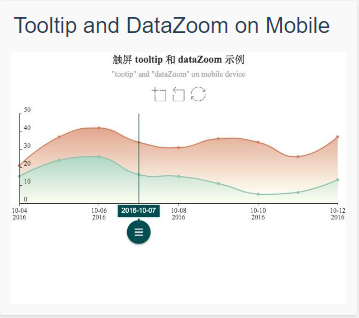 Tooltip and DataZoom on Mobile
触屏 tooltip 和 dataZoom 示例
"tootip" and "dataZoom" on mobile device
50
40
30
20
10
0
10-04 10-06 2016-10-07 10-08 10-10 10-12
2016 2016 2016 2016 2016